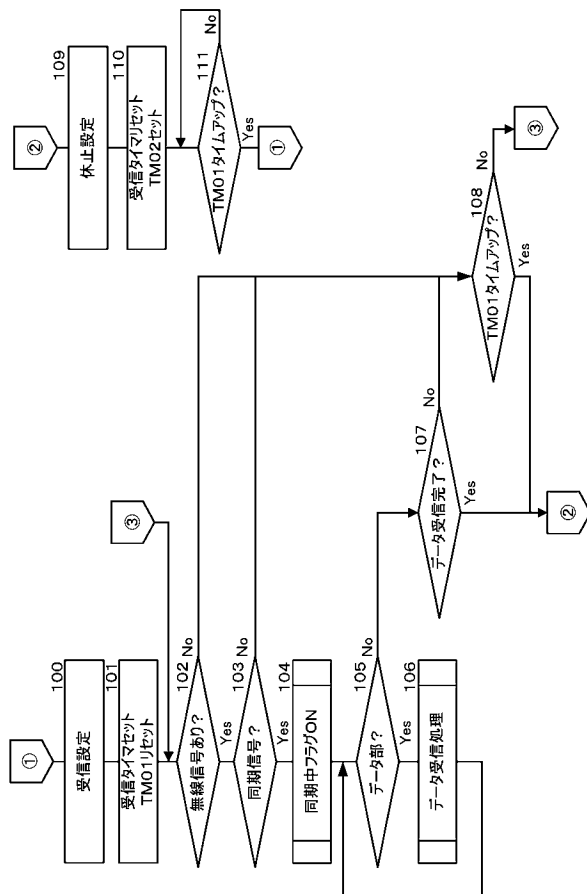 ①
受信設定
100
受信タイマセット
TM01リセット
101
③
無線信号あり?
102
No
Yes
同期信号?
103
No
Yes
同期中フラグON
104
データ部?
105
No
Yes
データ受信処理
106
データ受信完了?
107
No
Yes
TM01タイムアップ?
108
No
Yes
③
②
②
休止設定
109
受信タイマリセット
TM02セット
110
TM01タイムアップ?
111
No
Yes
①